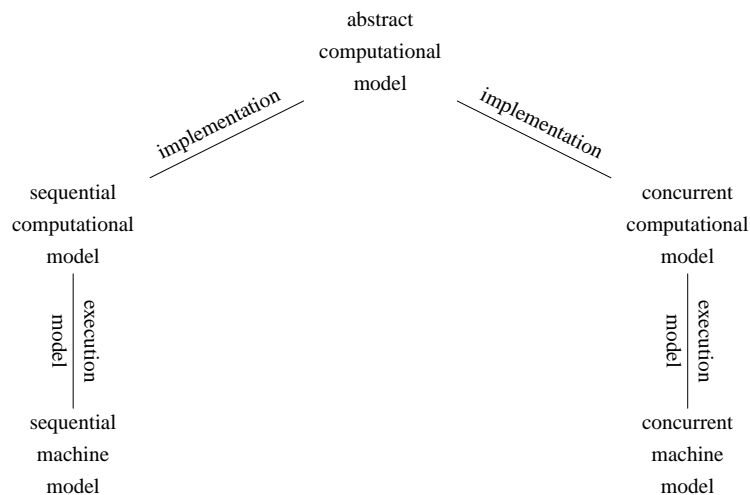 abstract
computational
model
implementation
implementation
sequential
computational
model
concurrent
computational
model
execution
model
execution
model
sequential
machine
model
concurrent
machine
model